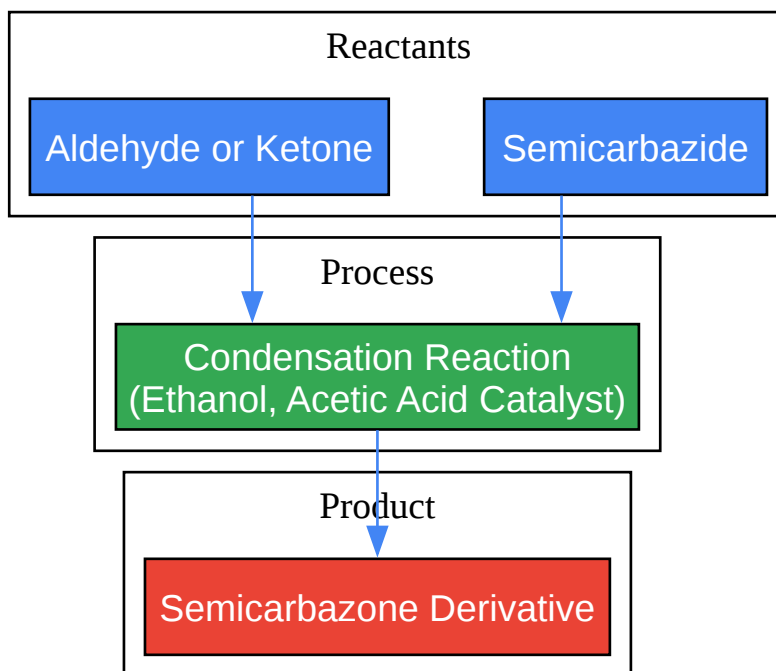 Reactants
Aldehyde or Ketone
Semicarbazide
Process
Condensation Reaction
(Ethanol, Acetic Acid Catalyst)
Product
Semicarbazone Derivative